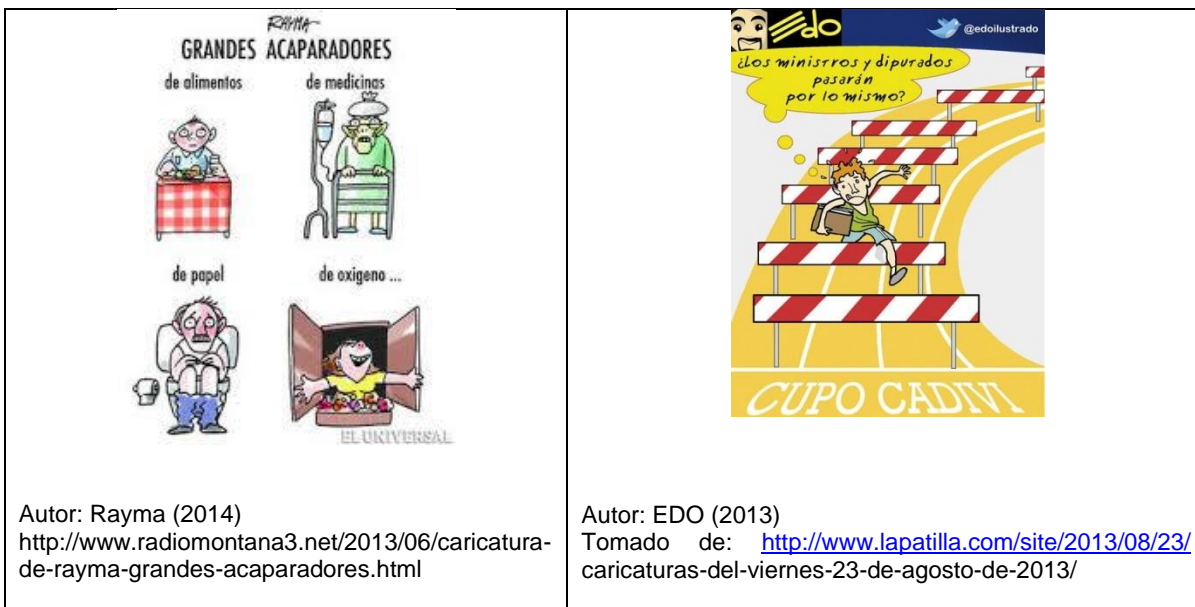 RAYMA
GRANDES ACAPARADORES
de alimentos
de medicinas
de papel
de oxigeno ...
EL UNIVERSAL
Autor: Rayma (2014)
http://www.radiomontana3.net/2013/06/caricatura-
de-rayma-grandes-acaparadores.html
Edo
@edoilustrado
¿Los ministros y diputados
pasarán
por lo mismo?
CUPO CADIVI
Autor: EDO (2013)
Tomado de: http://www.lapatilla.com/site/2013/08/23/
caricaturas-del-viernes-23-de-agosto-de-2013/